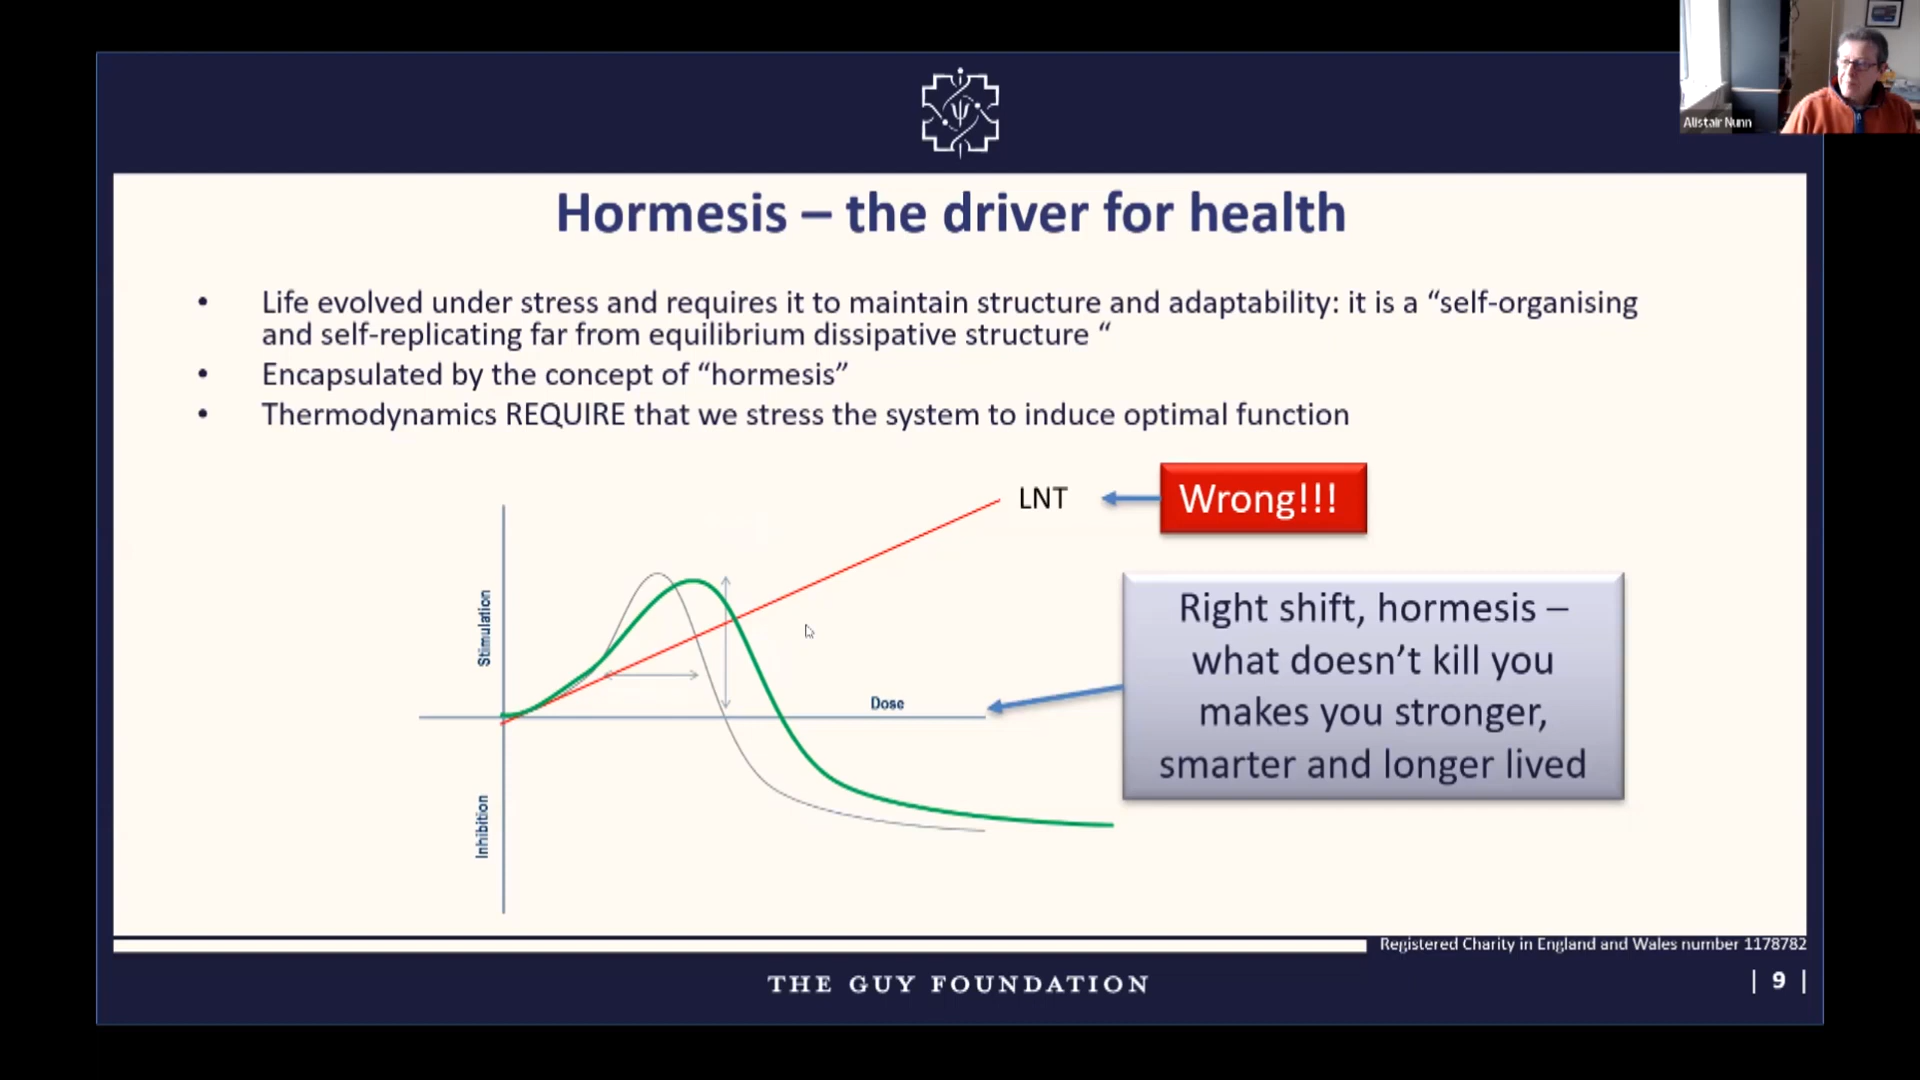 Alistair Nunn
Hormesis – the driver for health
• Life evolved under stress and requires it to maintain structure and adaptability: it is a “self-organising
and self-replicating far from equilibrium dissipative structure “
• Encapsulated by the concept of “hormesis”
• Thermodynamics REQUIRE that we stress the system to induce optimal function
LNT
Wrong!!!
Stimulation
Dose
Inhibition
Right shift, hormesis –
what doesn’t kill you
makes you stronger,
smarter and longer lived
Registered Charity in England and Wales number 1178782
THE GUY FOUNDATION
| 9 |